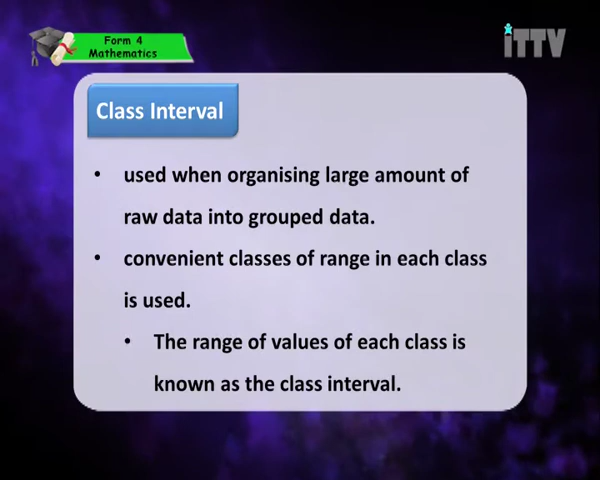 Form 4
Mathematics
iTTV
Class Interval
• used when organising large amount of
raw data into grouped data.
• convenient classes of range in each class
is used.
• The range of values of each class is
known as the class interval.